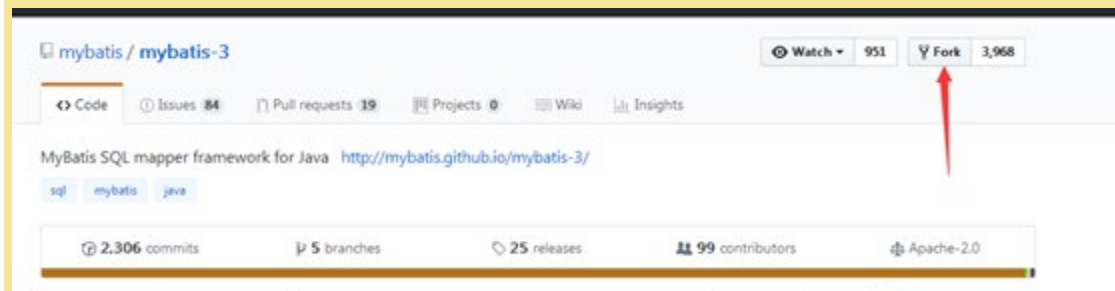 mybatis / mybatis-3
Watch 951 Fork 3,968
Code Issues 84 Pull requests 19 Projects 0 Wiki Insights
MyBatis SQL mapper framework for Java http://mybatis.github.io/mybatis-3/
sql mybatis java
2,306 commits 5 branches 25 releases 99 contributors Apache-2.0